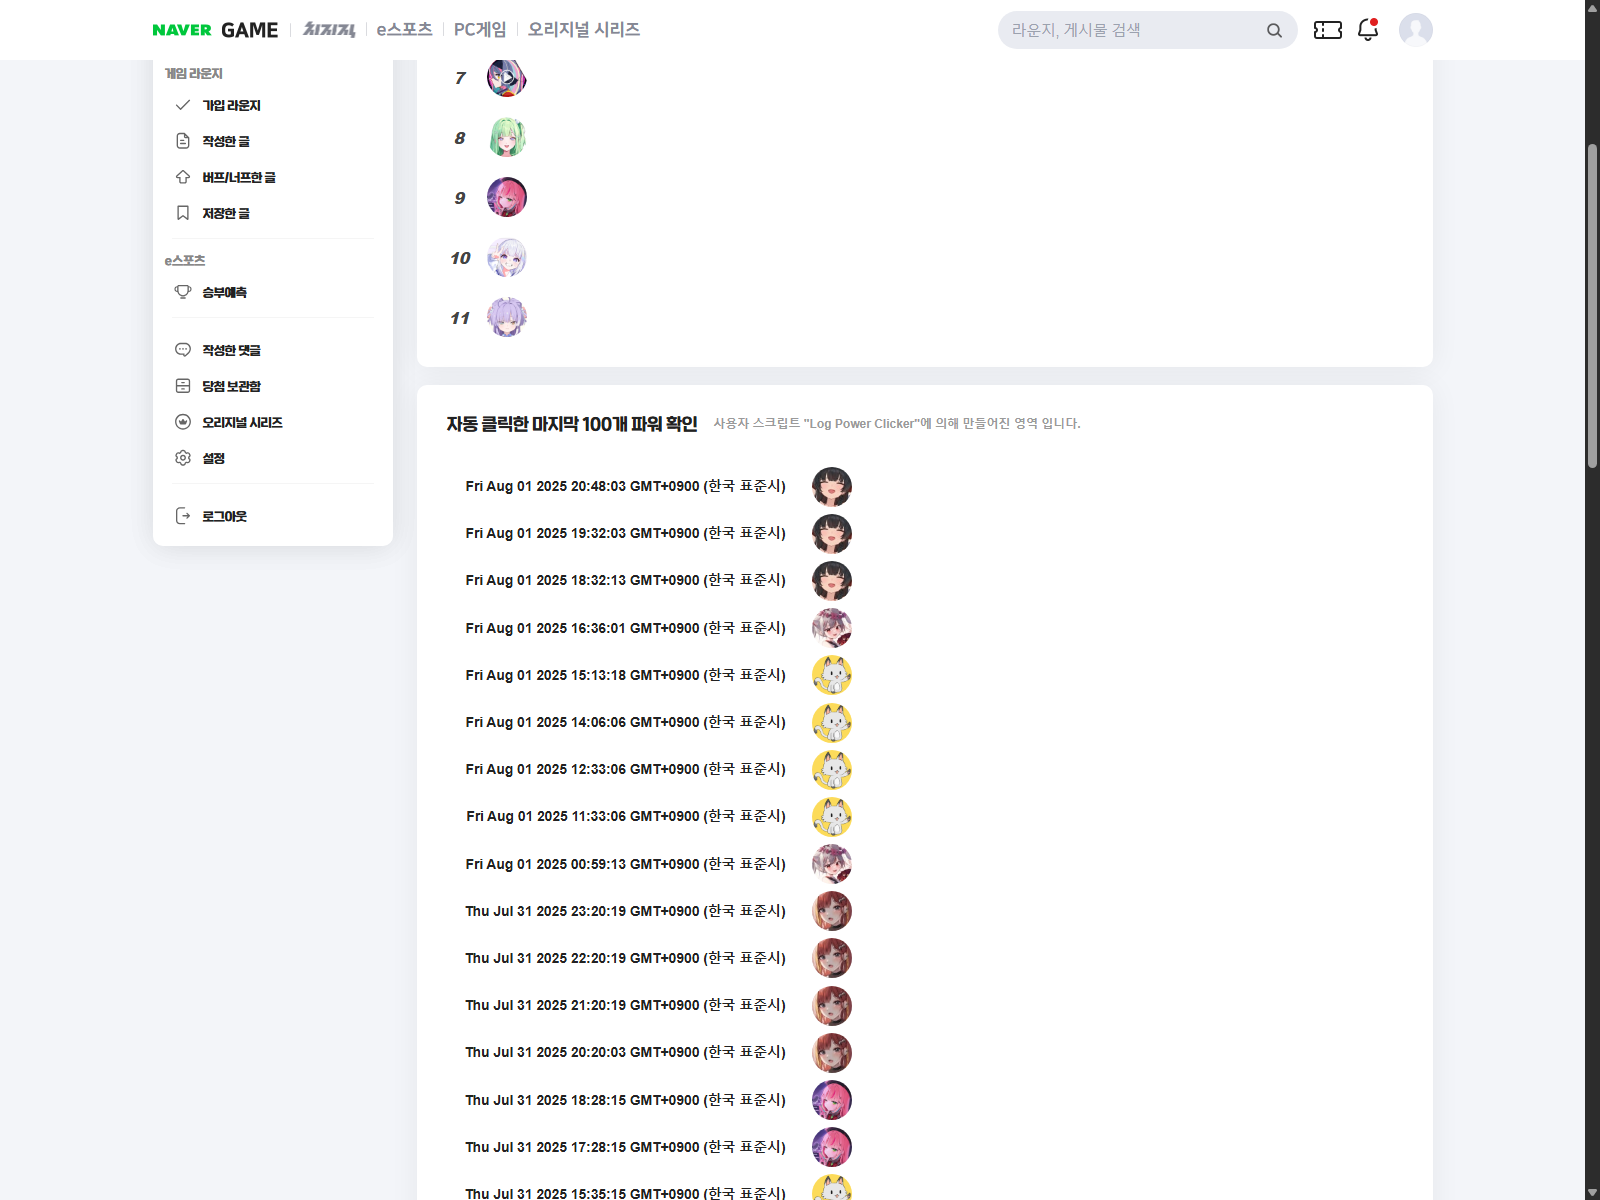 NAVER GAME 치지직 e스포츠 PC게임 오리지널 시리즈
라운지, 게시물 검색
게임 라운지
가입 라운지
작성한 글
버프/너프한 글
저장한 글
e스포츠
승부예측
작성한 댓글
당첨 보관함
오리지널 시리즈
설정
로그아웃
7
8
9
10
11
자동 클릭한 마지막 100개 파워 확인 사용자 스크립트 "Log Power Clicker"에 의해 만들어진 영역 입니다.
Fri Aug 01 2025 20:48:03 GMT+0900 (한국 표준시)
Fri Aug 01 2025 19:32:03 GMT+0900 (한국 표준시)
Fri Aug 01 2025 18:32:13 GMT+0900 (한국 표준시)
Fri Aug 01 2025 16:36:01 GMT+0900 (한국 표준시)
Fri Aug 01 2025 15:13:18 GMT+0900 (한국 표준시)
Fri Aug 01 2025 14:06:06 GMT+0900 (한국 표준시)
Fri Aug 01 2025 12:33:06 GMT+0900 (한국 표준시)
Fri Aug 01 2025 11:33:06 GMT+0900 (한국 표준시)
Fri Aug 01 2025 00:59:13 GMT+0900 (한국 표준시)
Thu Jul 31 2025 23:20:19 GMT+0900 (한국 표준시)
Thu Jul 31 2025 22:20:19 GMT+0900 (한국 표준시)
Thu Jul 31 2025 21:20:19 GMT+0900 (한국 표준시)
Thu Jul 31 2025 20:20:03 GMT+0900 (한국 표준시)
Thu Jul 31 2025 18:28:15 GMT+0900 (한국 표준시)
Thu Jul 31 2025 17:28:15 GMT+0900 (한국 표준시)
Thu Jul 31 2025 15:35:15 GMT+0900 (한국 표준시)